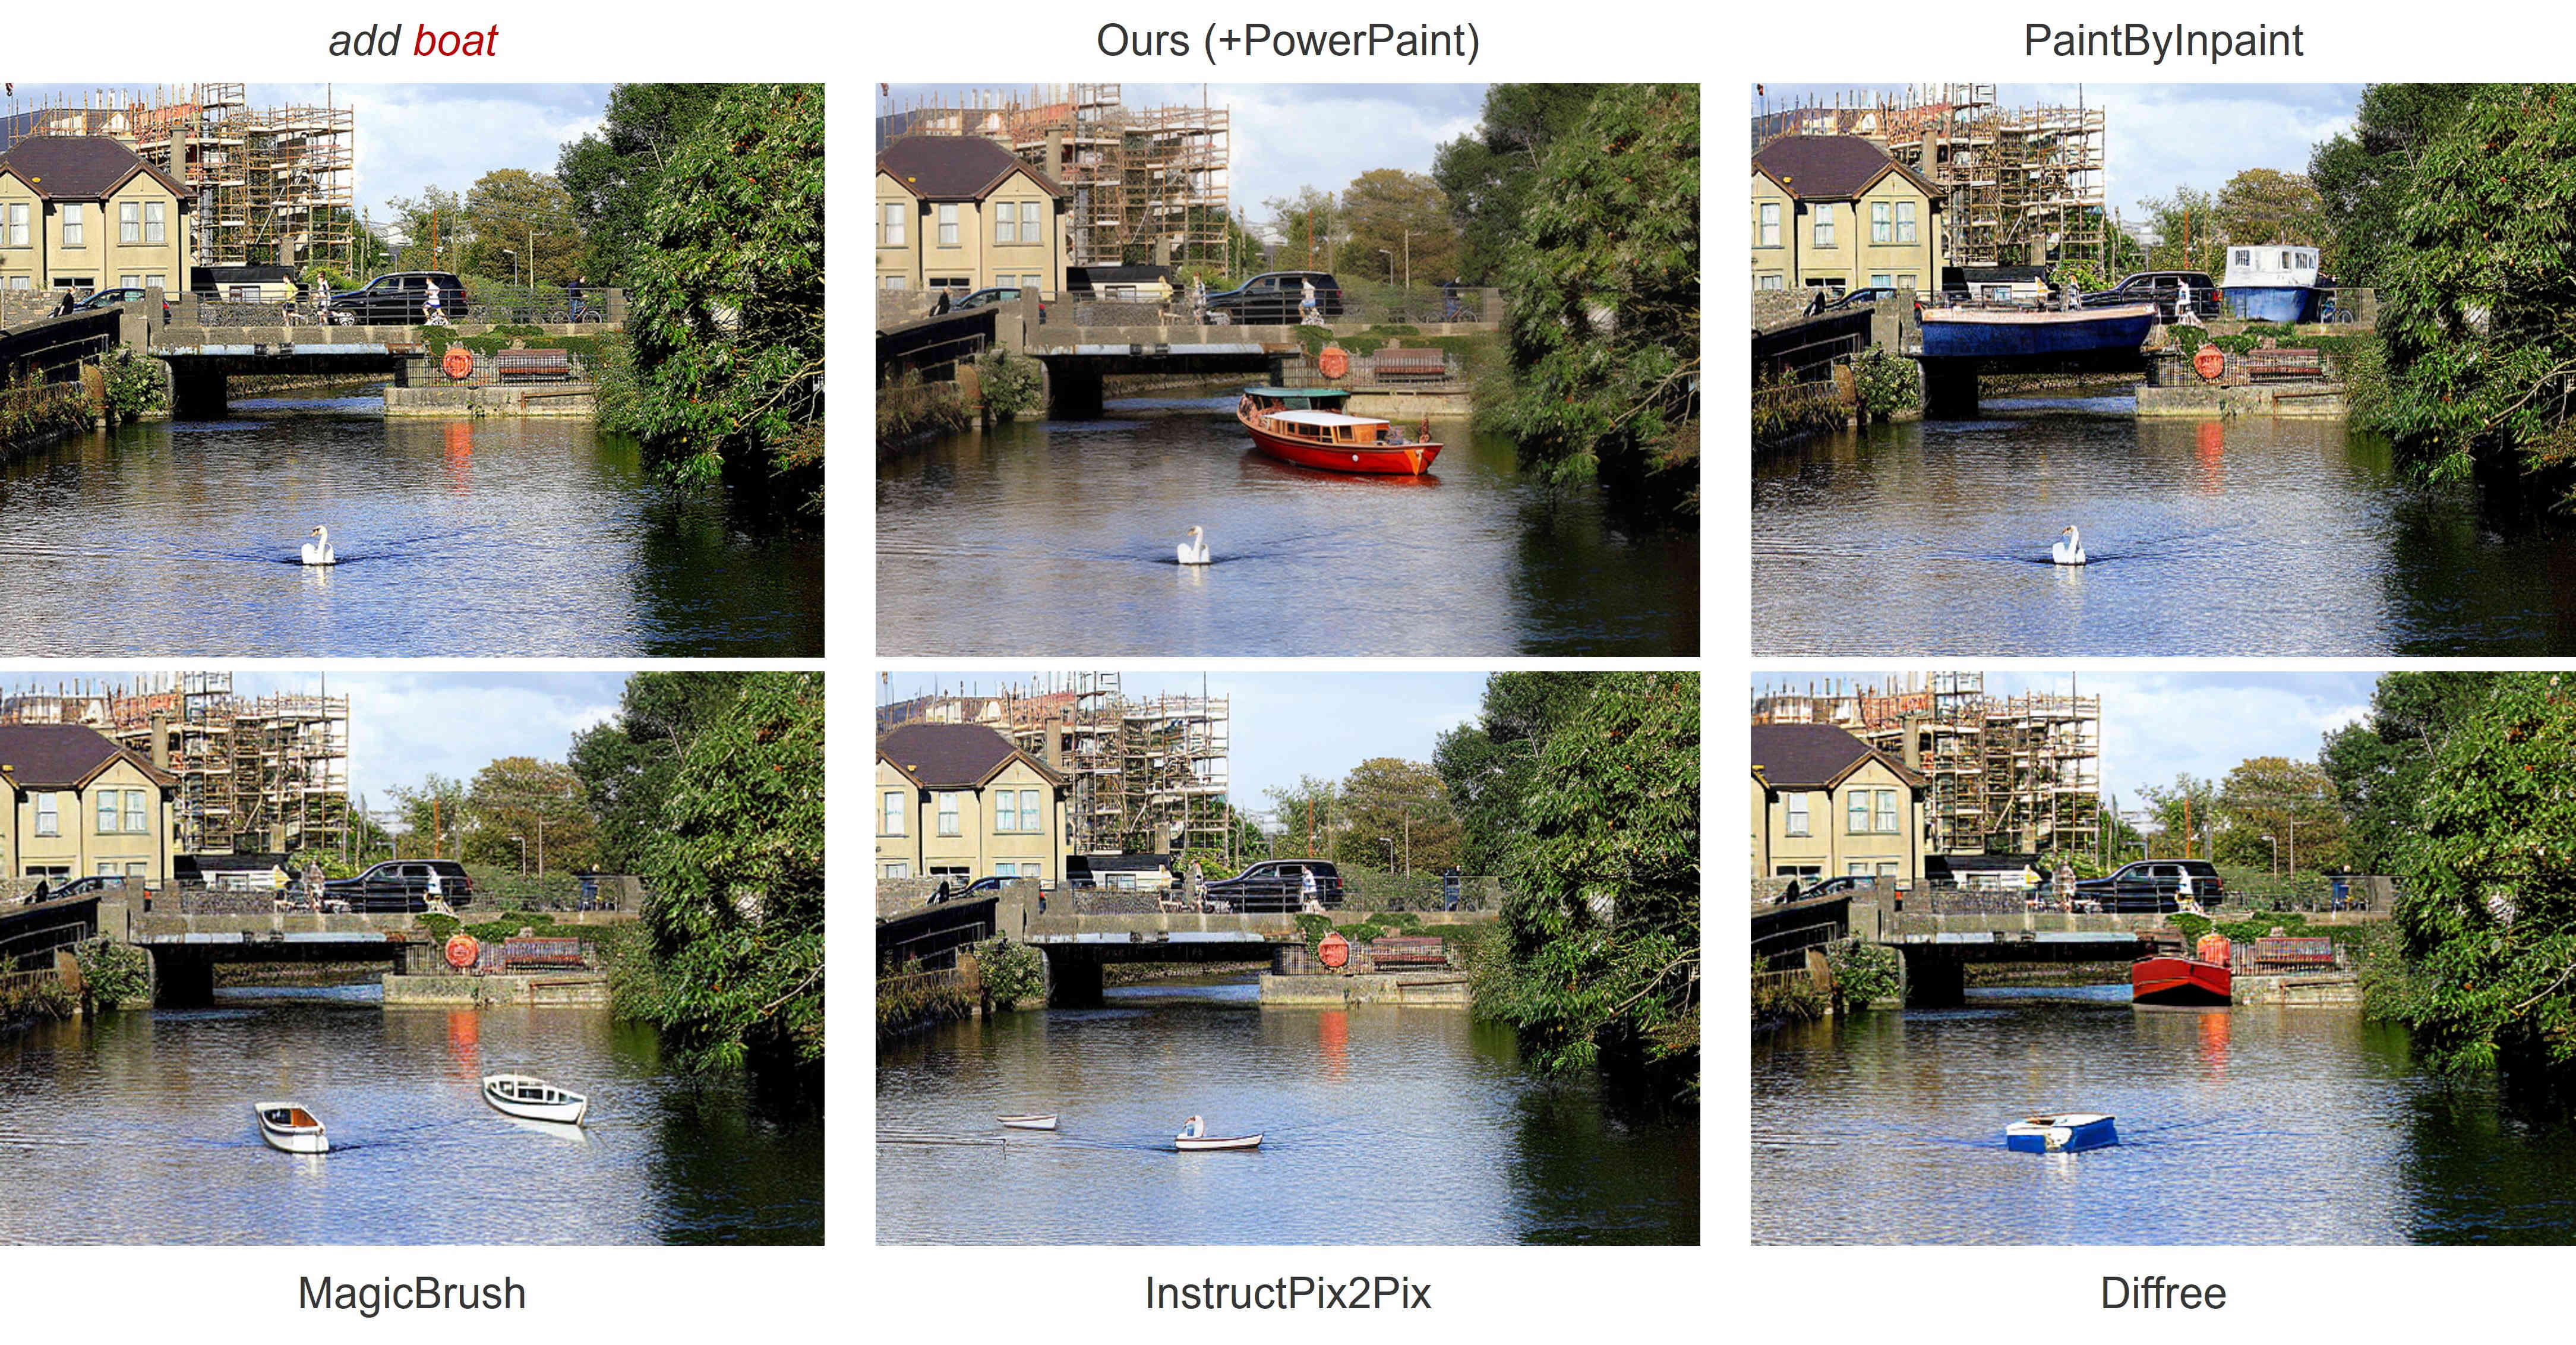 add boat
Ours (+PowerPaint)
PaintByInpaint
MagicBrush
InstructPix2Pix
Diffree